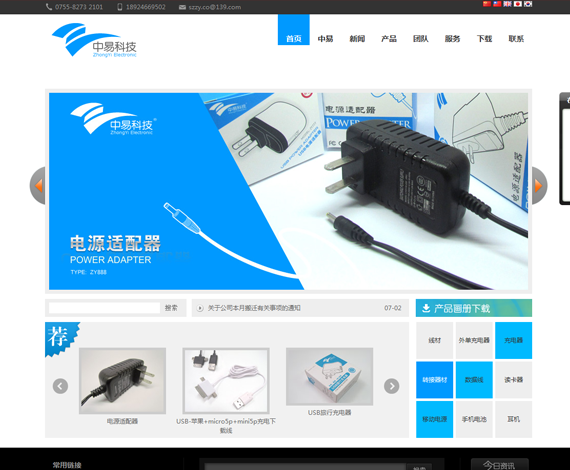 0755-8273 2101
18924669502
szzy.co@139.com
中易科技
ZhongYi Electronic
首页
中易
新闻
产品
团队
服务
下载
联系
中易科技
ZhongYi Electronic
电源适配器
POWER ADAPTER
电源适配器
POWER ADAPTER
TYPE: ZY888
搜索
关于公司本月搬迁有关事项的通知
07-02
产品画册下载
荐
电源适配器
USB-苹果+micro5p+mini5p充电下
载线
USB旅行充电器
线材
外单充电器
充电器
转接器材
数据线
读卡器
移动电源
手机电池
耳机
常用链接
搜索
今日资讯